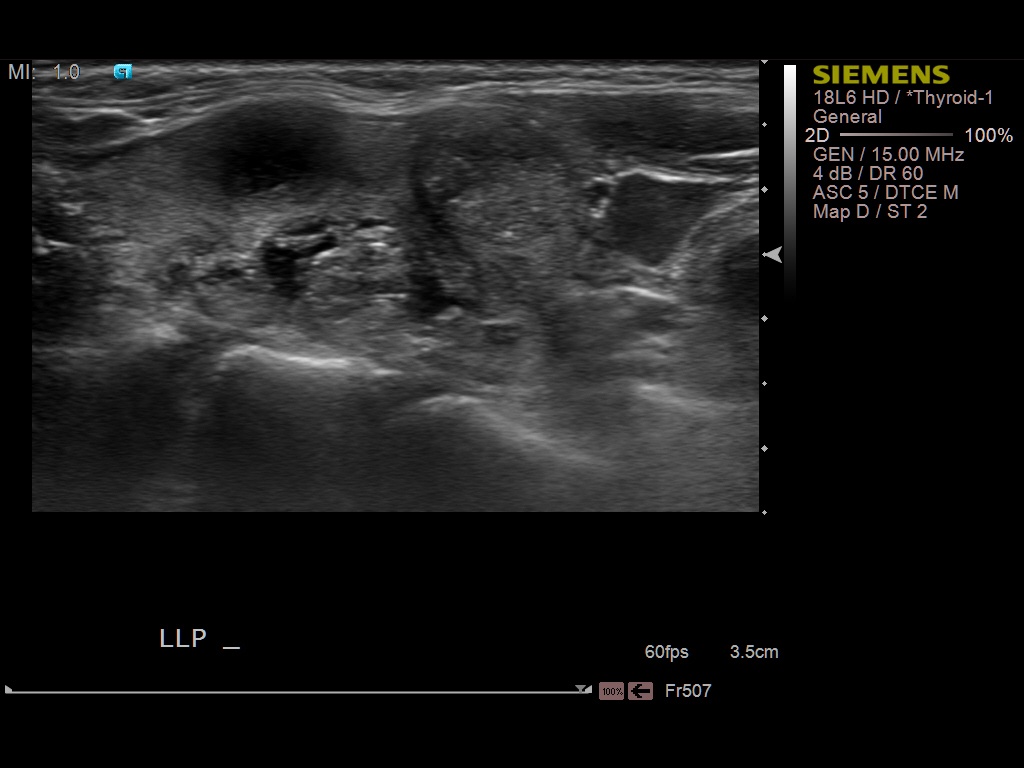 MI: 1.0
SIEMENS
18L6 HD / *Thyroid-1
General
2D 100%
GEN / 15.00 MHz
4 dB / DR 60
ASC 5 / DTCE M
Map D / ST 2
LLP _
60fps 3.5cm
100% Fr507